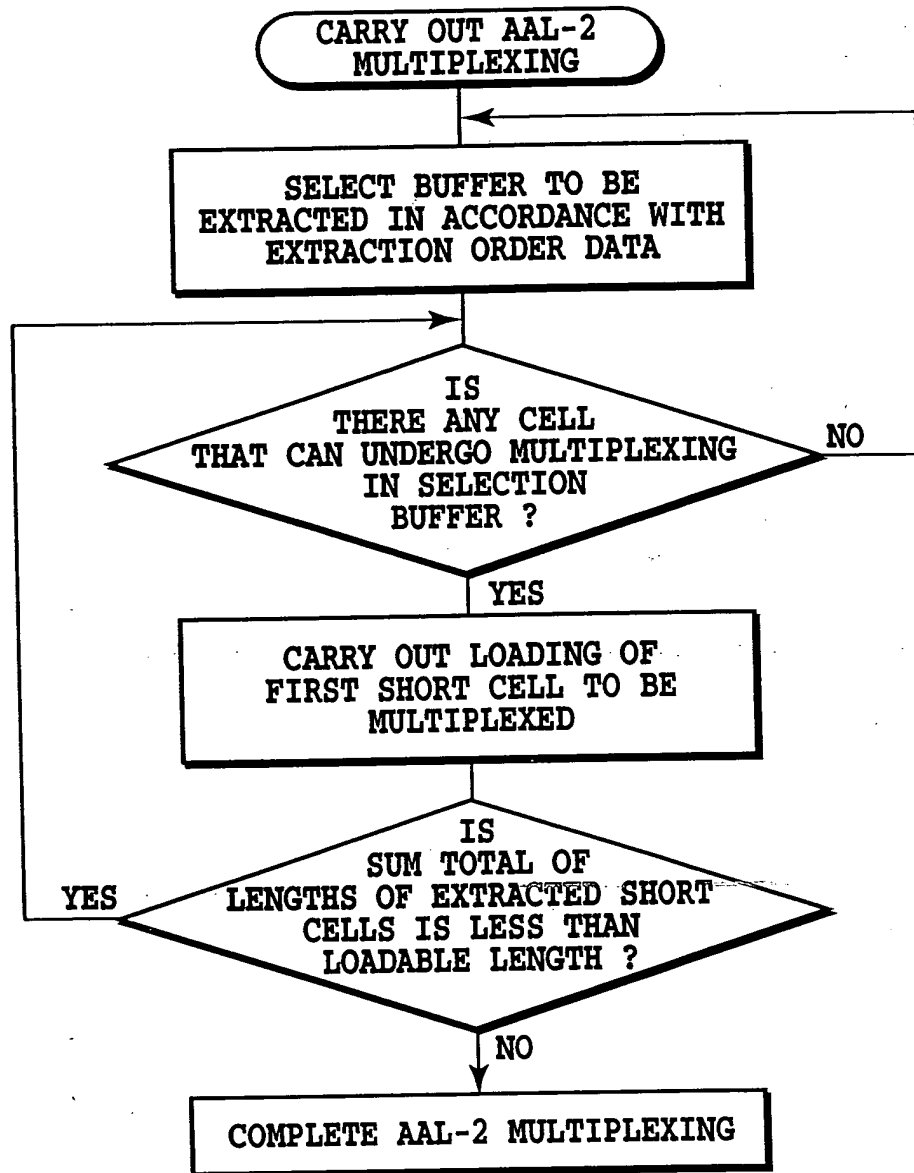 CARRY OUT AAL-2
MULTIPLEXING
SELECT BUFFER TO BE
EXTRACTED IN ACCORDANCE WITH
EXTRACTION ORDER DATA
IS
THERE ANY CELL
THAT CAN UNDERGO MULTIPLEXING
IN SELECTION
BUFFER ?
NO
YES
CARRY OUT LOADING OF
FIRST SHORT CELL TO BE
MULTIPLEXED
IS
SUM TOTAL OF
LENGTHS OF EXTRACTED SHORT
CELLS IS LESS THAN
LOADABLE LENGTH ?
YES
NO
COMPLETE AAL-2 MULTIPLEXING